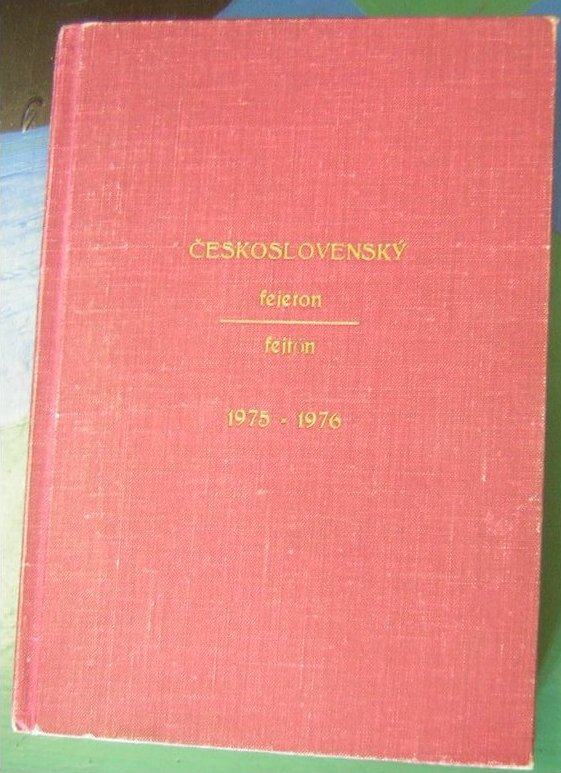 ČESKOSLOVENSKÝ
fejeton
fejtón
1975 - 1976